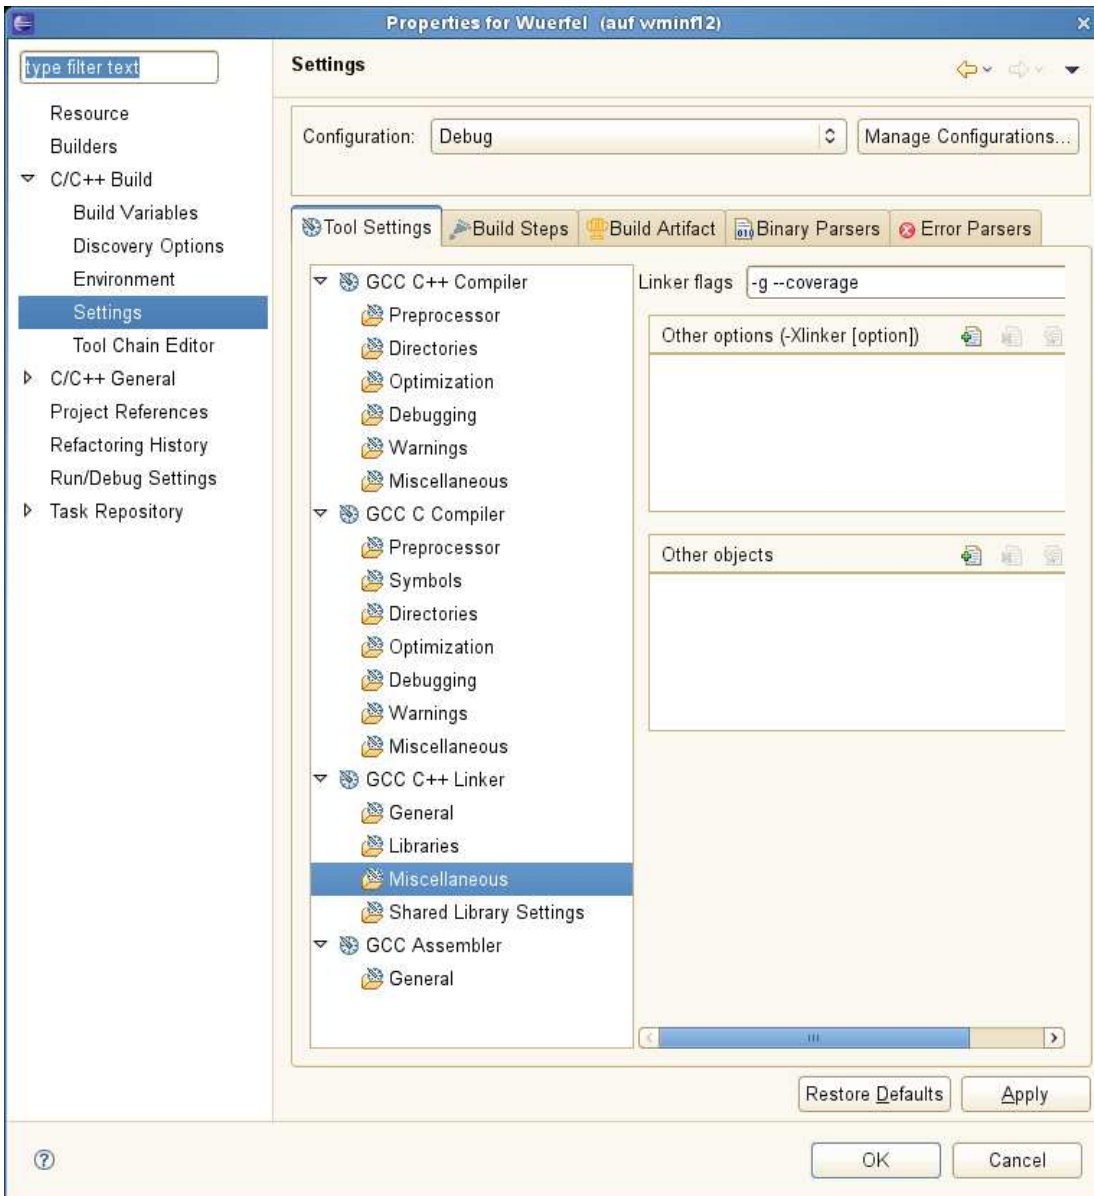 Properties for Wuerfel (auf wminf12)
type filter text
Resource
Builders
C/C++ Build
Build Variables
Discovery Options
Environment
Settings
Tool Chain Editor
C/C++ General
Project References
Refactoring History
Run/Debug Settings
Task Repository
Settings
Configuration:
Debug
Manage Configurations...
Tool Settings
Build Steps
Build Artifact
Binary Parsers
Error Parsers
GCC C++ Compiler
Preprocessor
Directories
Optimization
Debugging
Warnings
Miscellaneous
GCC C Compiler
Preprocessor
Symbols
Directories
Optimization
Debugging
Warnings
Miscellaneous
GCC C++ Linker
General
Libraries
Miscellaneous
Shared Library Settings
GCC Assembler
General
Linker flags
-g --coverage
Other options (-Xlinker [option])
Other objects
Restore Defaults
Apply
OK
Cancel